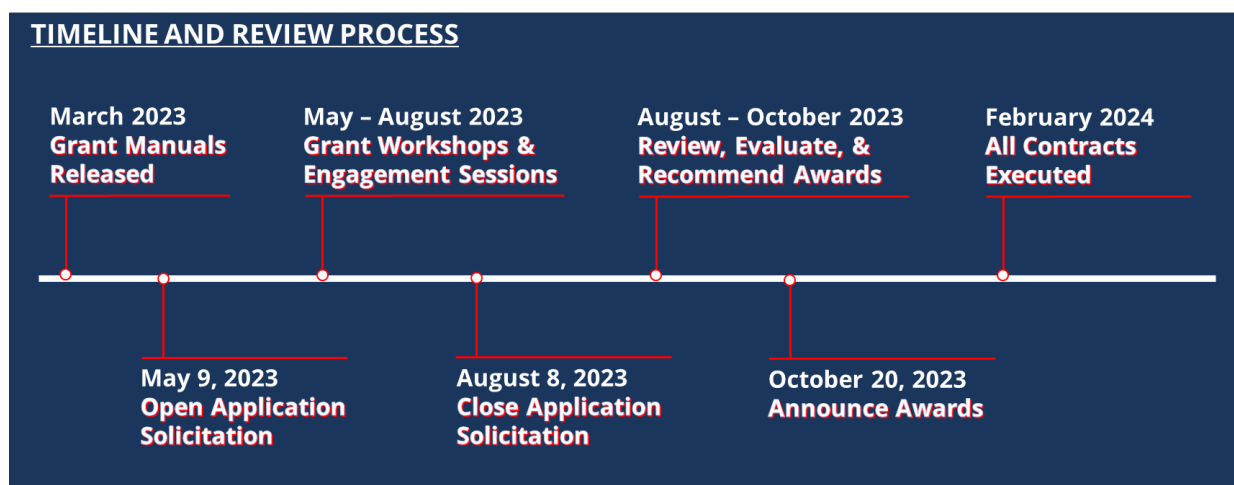 TIMELINE AND REVIEW PROCESS
March 2023
Grant Manuals
Released
May – August 2023
Grant Workshops &
Engagement Sessions
August – October 2023
Review, Evaluate, &
Recommend Awards
February 2024
All Contracts
Executed
May 9, 2023
Open Application
Solicitation
August 8, 2023
Close Application
Solicitation
October 20, 2023
Announce Awards